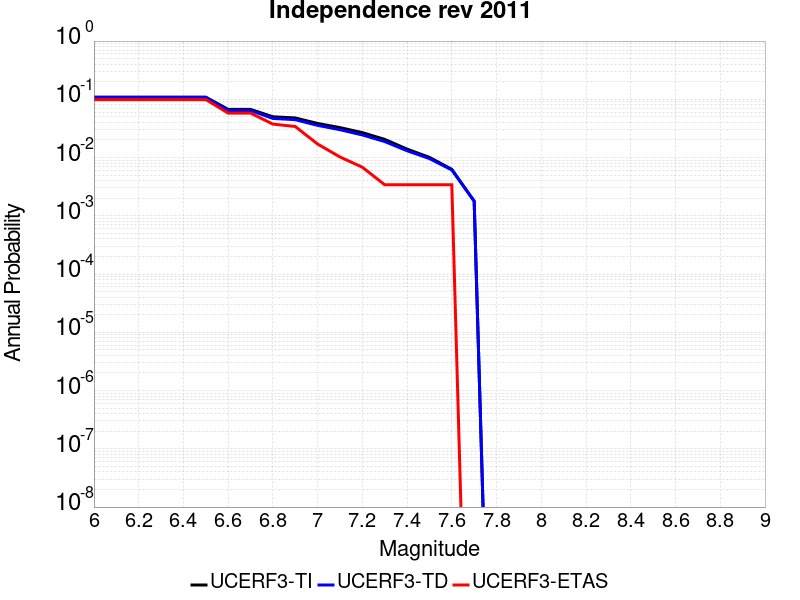 Independence rev 2011
10^0
10^-1
10^-2
10^-3
10^-4
10^-5
10^-6
10^-7
10^-8
Annual Probability
6 6.2 6.4 6.6 6.8 7 7.2 7.4 7.6 7.8 8 8.2 8.4 8.6 8.8 9
Magnitude
UCERF3-TI UCERF3-TD UCERF3-ETAS